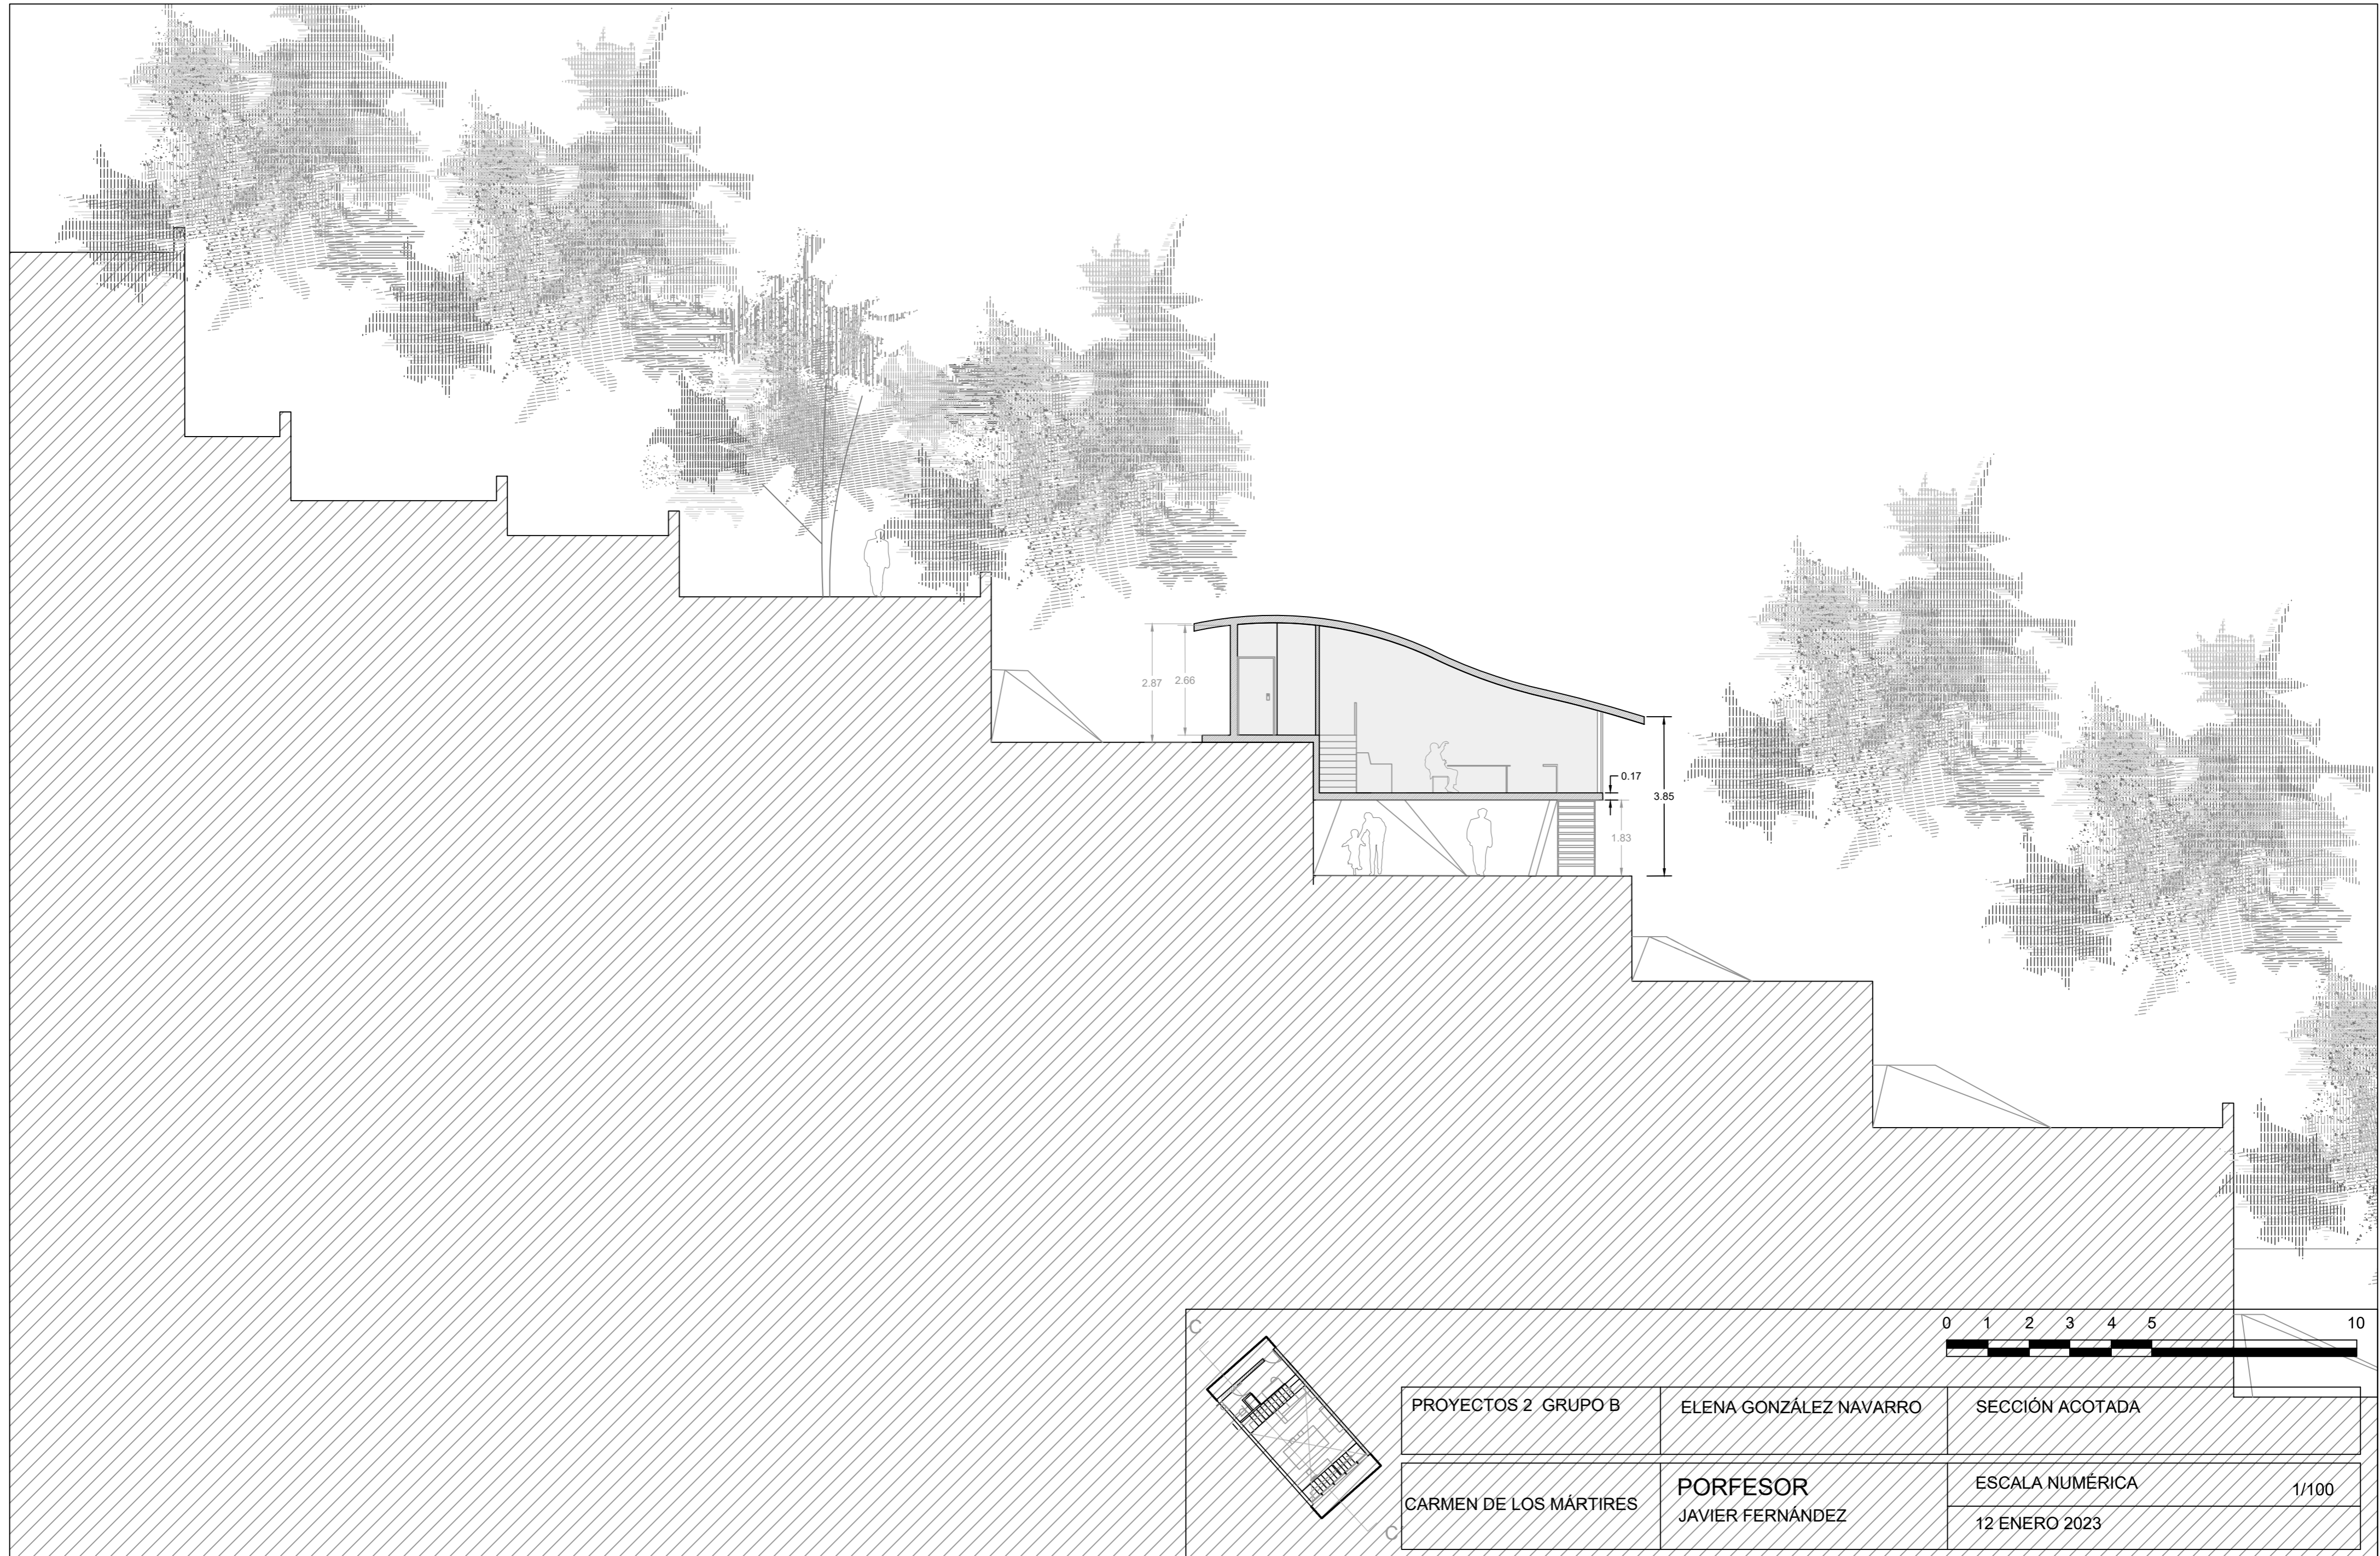 2.87 2.66
0.17
3.85
1.83
C
0 1 2 3 4 5 10
PROYECTOS 2 GRUPO B
ELENA GONZÁLEZ NAVARRO
SECCIÓN ACOTADA
CARMEN DE LOS MÁRTIRES
PORFESOR
JAVIER FERNÁNDEZ
ESCALA NUMÉRICA 1/100
12 ENERO 2023
C